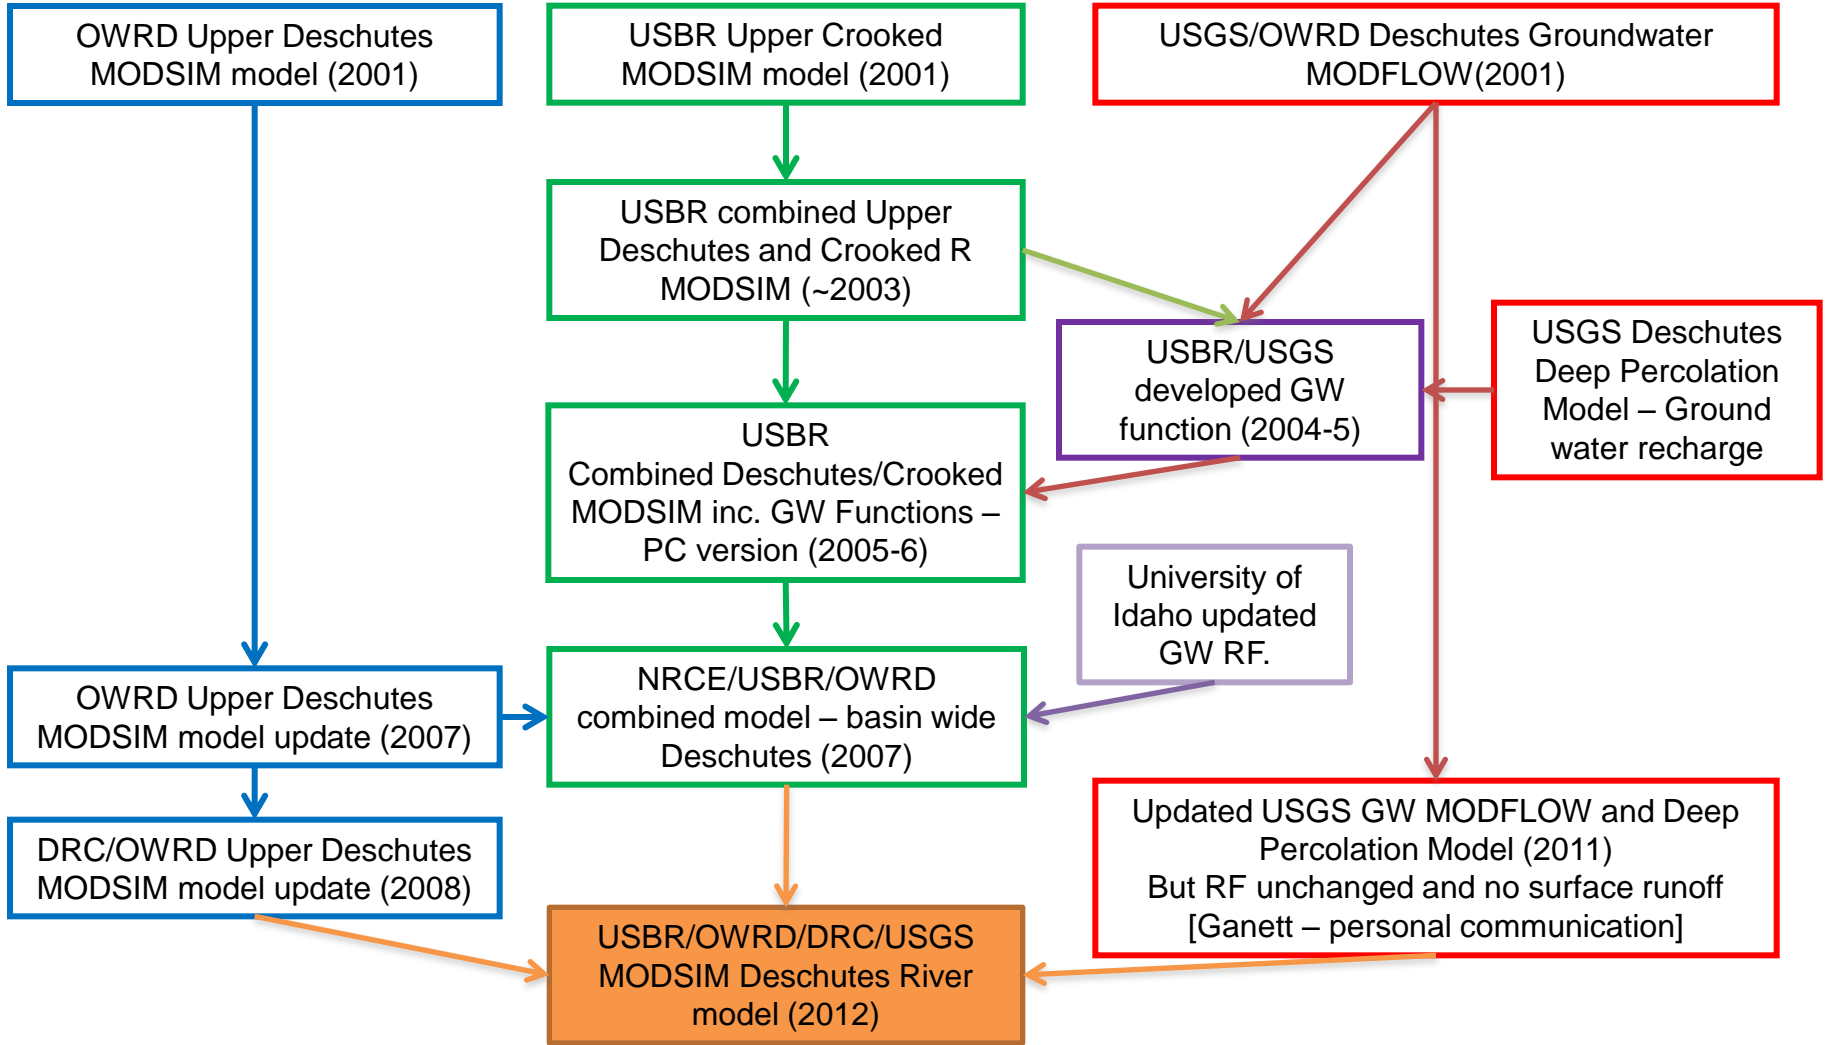 OWRD Upper Deschutes
MODSIM model (2001)
USBR Upper Crooked
MODSIM model (2001)
USGS/OWRD Deschutes Groundwater
MODFLOW(2001)
USBR combined Upper
Deschutes and Crooked R
MODSIM (~2003)
USBR/USGS
developed GW
function (2004-5)
USGS Deschutes
Deep Percolation
Model – Ground
water recharge
USBR
Combined Deschutes/Crooked
MODSIM inc. GW Functions –
PC version (2005-6)
University of
Idaho updated
GW RF.
OWRD Upper Deschutes
MODSIM model update (2007)
NRCE/USBR/OWRD
combined model – basin wide
Deschutes (2007)
DRC/OWRD Upper Deschutes
MODSIM model update (2008)
Updated USGS GW MODFLOW and Deep
Percolation Model (2011)
But RF unchanged and no surface runoff
[Ganett – personal communication]
USBR/OWRD/DRC/USGS
MODSIM Deschutes River
model (2012)